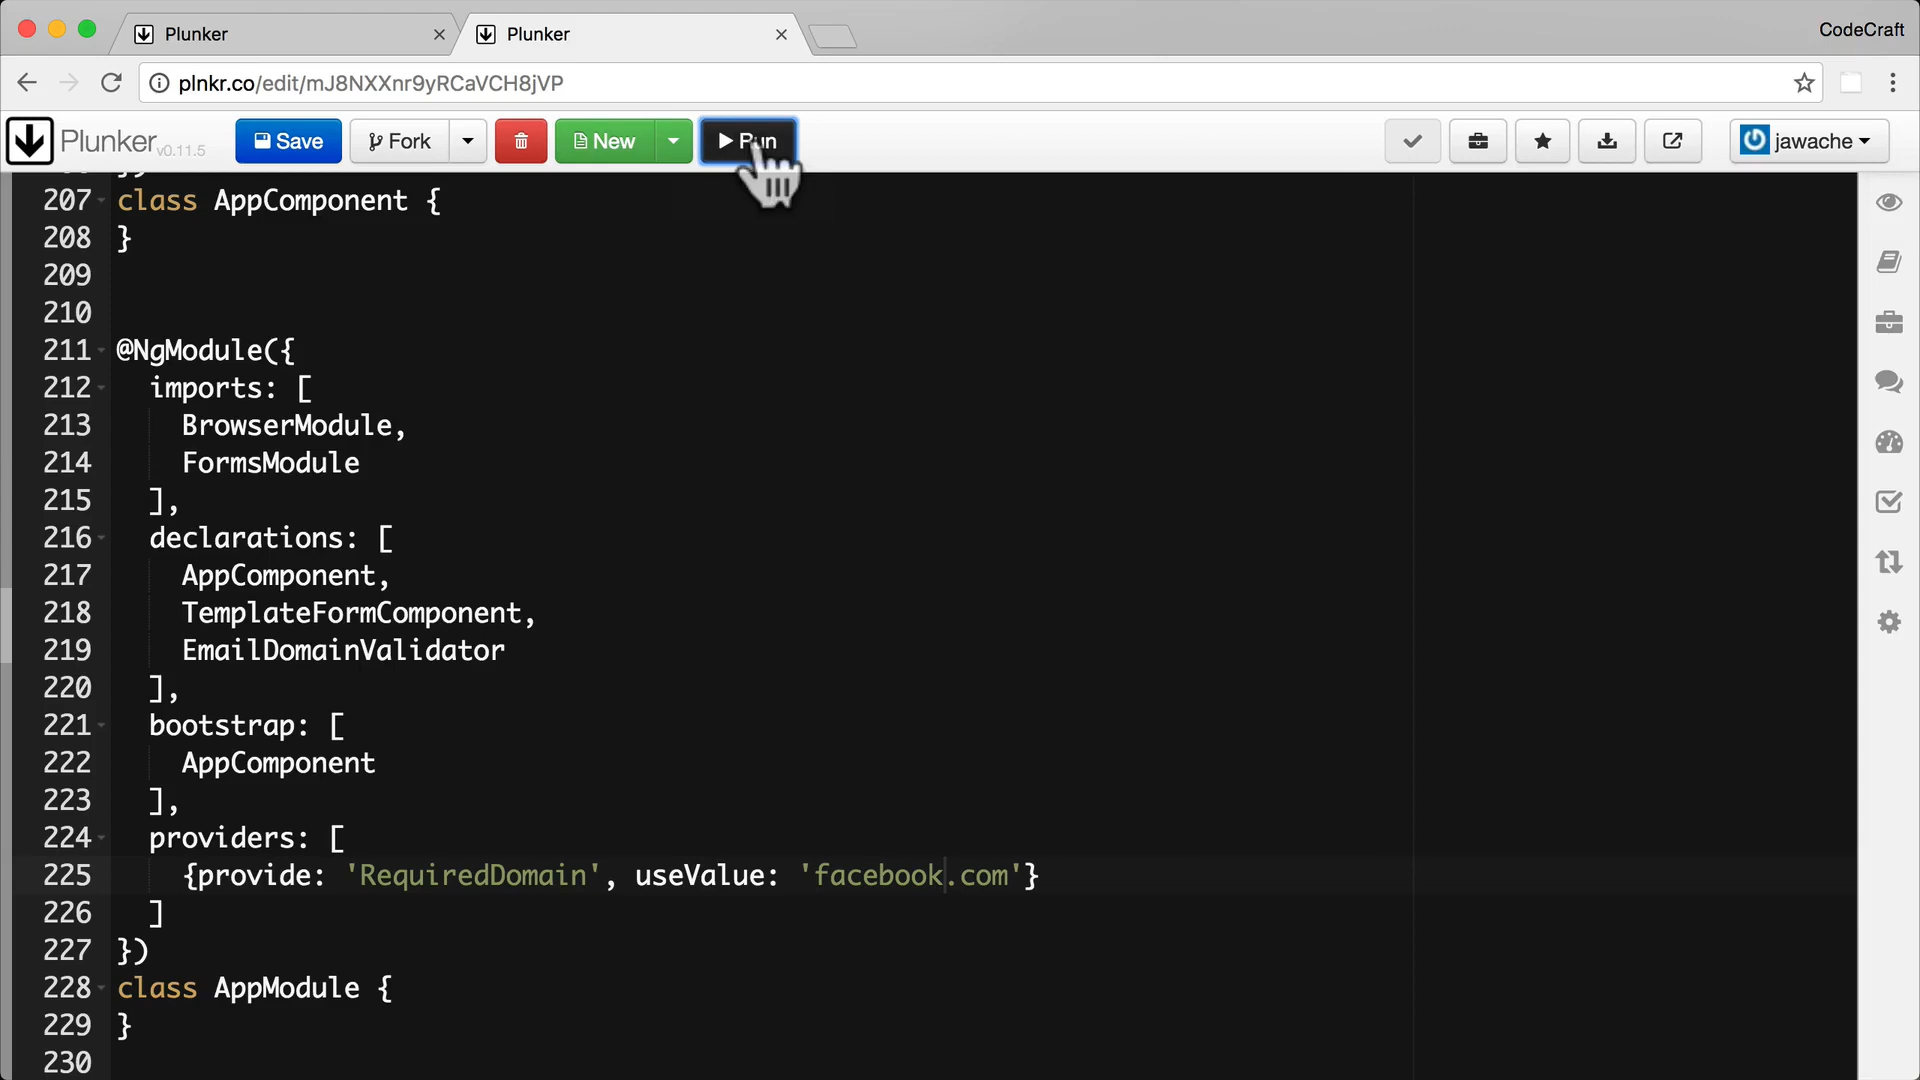 Plunker
Plunker
CodeCraft
plnkr.co/edit/mJ8NXXnr9yRCaVCH8jVP
Plunker v0.11.5
Save
Fork
New
Run
jawache
207 class AppComponent {
208 }
209
210
211 @NgModule({
212 imports: [
213 BrowserModule,
214 FormsModule
215 ],
216 declarations: [
217 AppComponent,
218 TemplateFormComponent,
219 EmailDomainValidator
220 ],
221 bootstrap: [
222 AppComponent
223 ],
224 providers: [
225 {provide: 'RequiredDomain', useValue: 'facebook.com'}
226 ]
227 })
228 class AppModule {
229 }
230